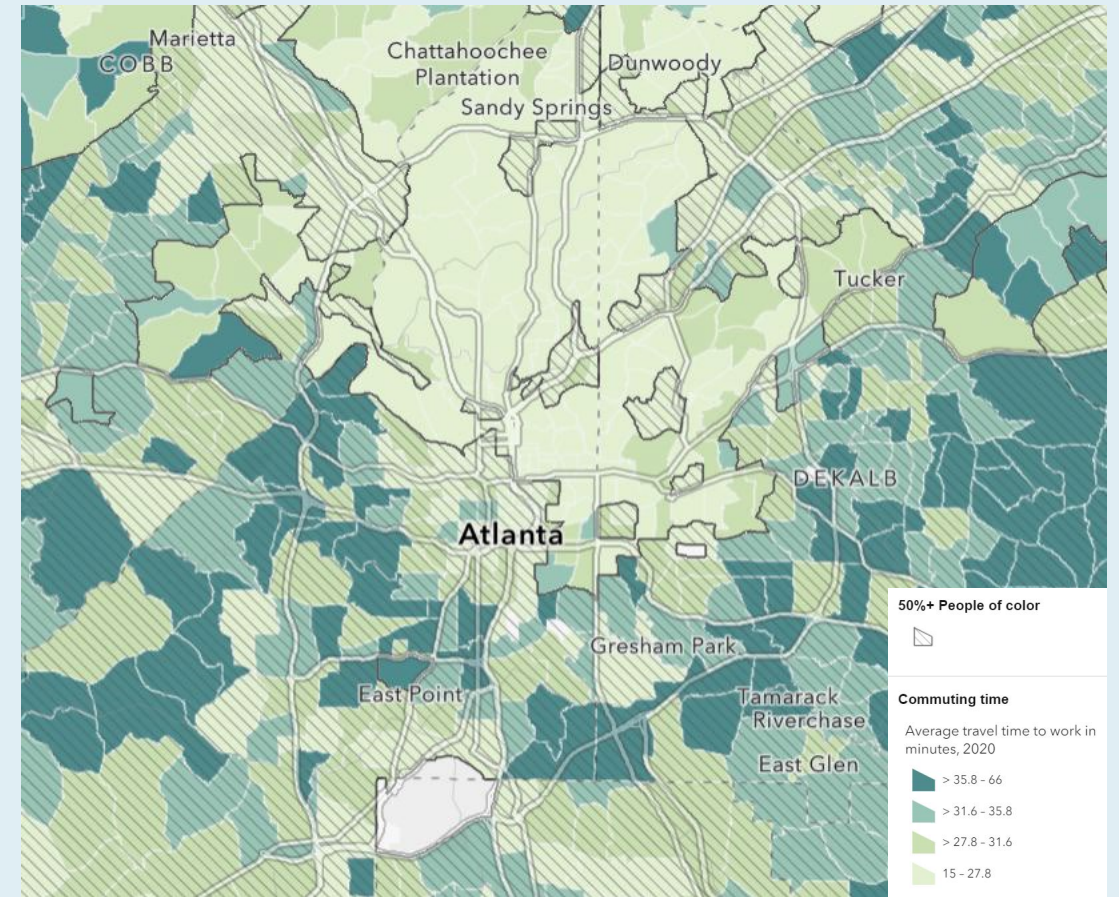 Marietta
COBB
Chattahoochee
Plantation
Dunwoody
Sandy Springs
Tucker
DEKALB
Atlanta
Gresham Park
East Point
Tamarack
Riverchase
East Glen
50%+ People of color
Commuting time
Average travel time to work in
minutes, 2020
> 35.8 - 66
> 31.6 - 35.8
> 27.8 - 31.6
15 - 27.8